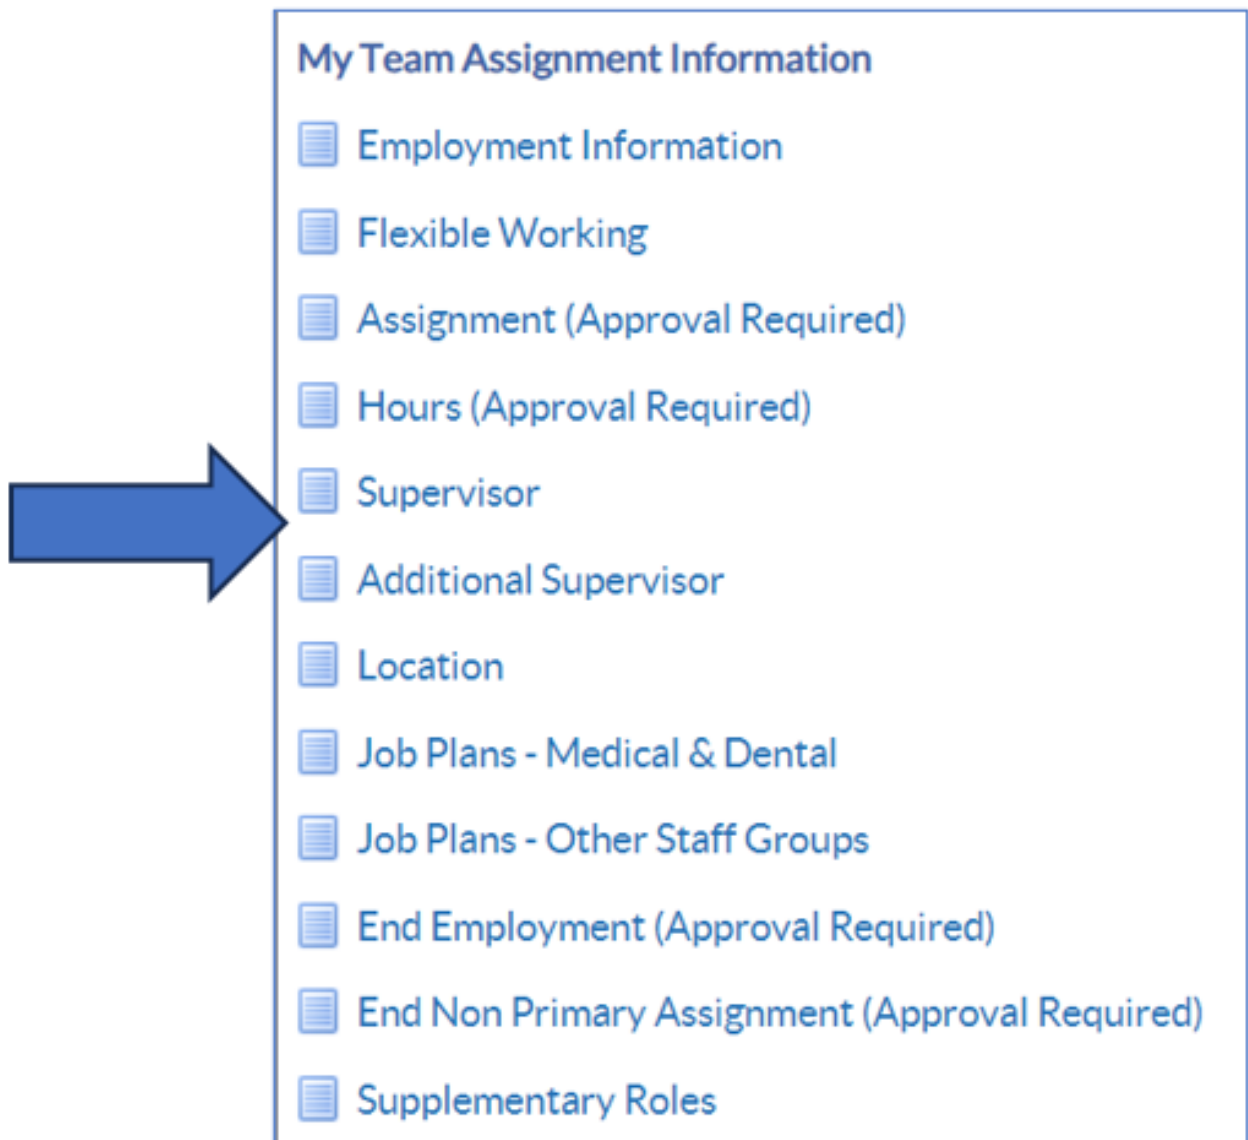 My Team Assignment Information
Employment Information
Flexible Working
Assignment (Approval Required)
Hours (Approval Required)
Supervisor
Additional Supervisor
Location
Job Plans - Medical & Dental
Job Plans - Other Staff Groups
End Employment (Approval Required)
End Non Primary Assignment (Approval Required)
Supplementary Roles